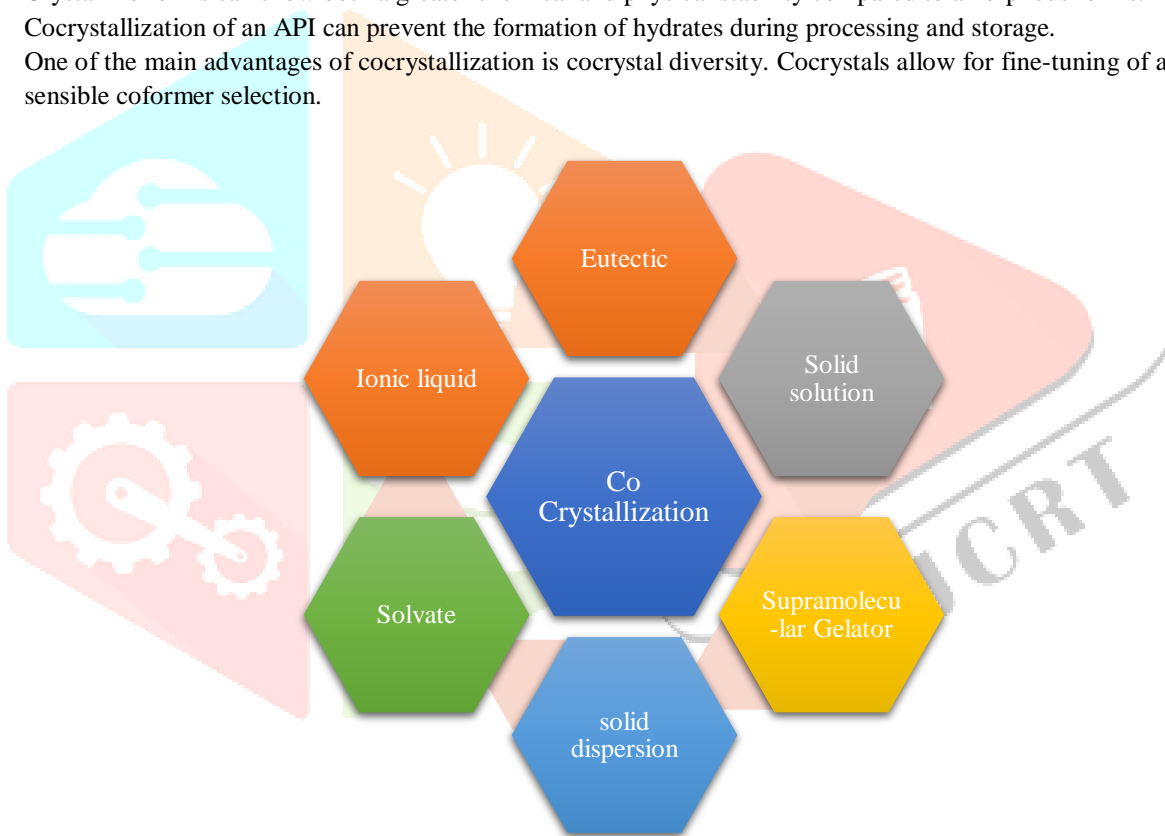 Cocrystallization of an API can prevent the formation of hydrates during processing and storage.
One of the main advantages of cocrystallization is cocrystal diversity. Cocrystals allow for fine-tuning of a
sensible coformer selection.
Eutectic
Ionic liquid
Solid
solution
Co
Crystallization
Solvate
Supramolecu
-lar Gelator
solid
dispersion
JCRT